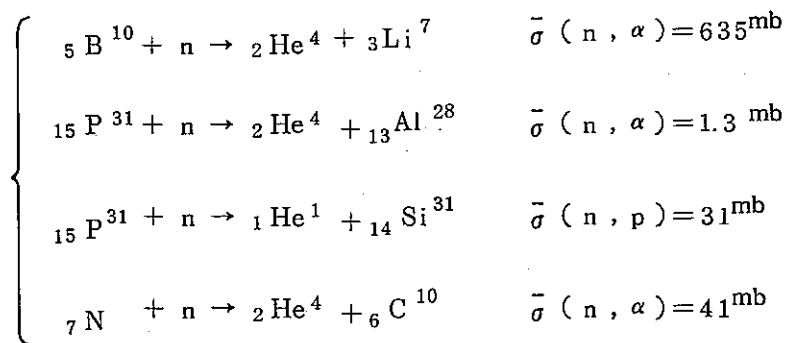 ₅B¹⁰ + n → ₂He⁴ + ₃Li⁷ σ̄ (n, α) = 635ᵐᵇ
₁₅P³¹ + n → ₂He⁴ + ₁₃Al²⁸ σ̄ (n, α) = 1.3 ᵐᵇ
₁₅P³¹ + n → ₁He¹ + ₁₄Si³¹ σ̄ (n, p) = 31ᵐᵇ
₇N + n → ₂He⁴ + ₆C¹⁰ σ̄ (n, α) = 41ᵐᵇ